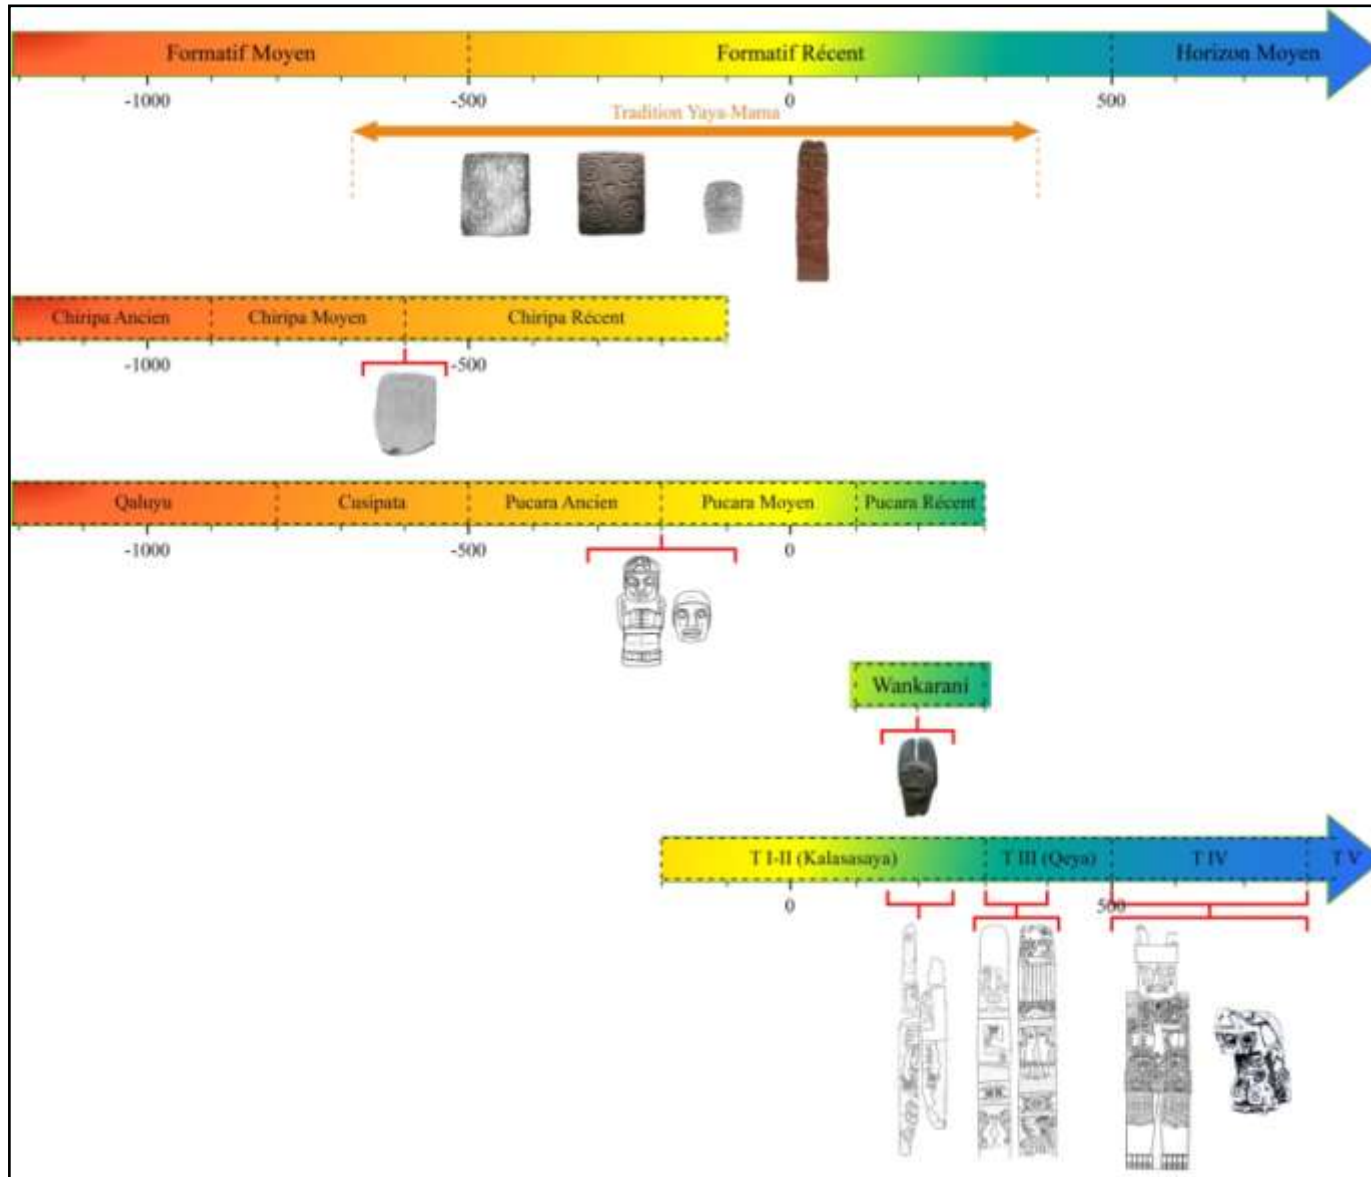 Formatif Moyen Formatif Récent Horizon Moyen
-1000 -500 0 500
Tradition Yaya-Mama
Chiripa Ancien Chiripa Moyen Chiripa Récent
-1000 -500
Qaluyu Cusipata Pucara Ancien Pucara Moyen Pucara Récent
-1000 -500 0
Wankarani
T I-II (Kalasasaya) T III (Qeya) T IV T V
0 500